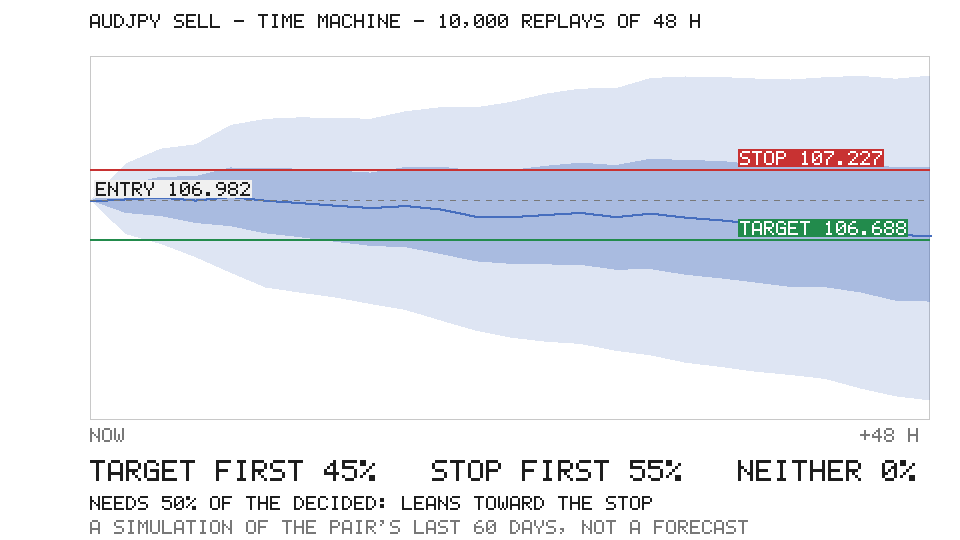 AUDJPY SELL - TIME MACHINE - 10,000 REPLAYS OF 48 H
STOP 107.227
ENTRY 106.982
TARGET 106.688
NOW +48 H
TARGET FIRST 45% STOP FIRST 55% NEITHER 0%
NEEDS 50% OF THE DECIDED: LEANS TOWARD THE STOP
A SIMULATION OF THE PAIR'S LAST 60 DAYS, NOT A FORECAST